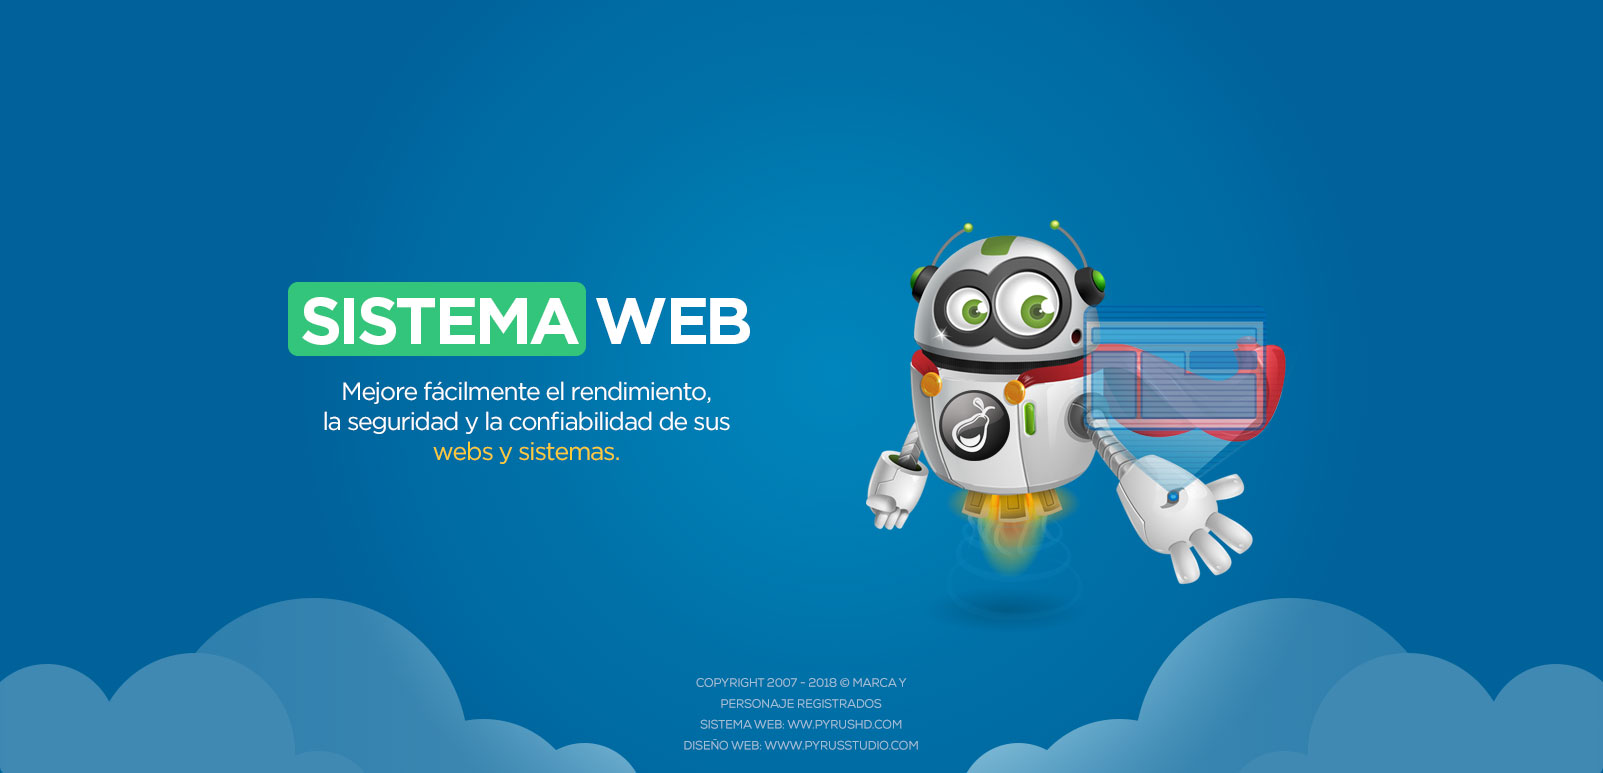 SISTEMA WEB
Mejore fácilmente el rendimiento,
la seguridad y la confiabilidad de sus
webs y sistemas.
COPYRIGHT 2007 - 2018 © MARCA Y
PERSONAJE REGISTRADOS
SISTEMA WEB: WW.PYRUSHD.COM
DISEÑO WEB: WWW.PYRUSSTUDIO.COM